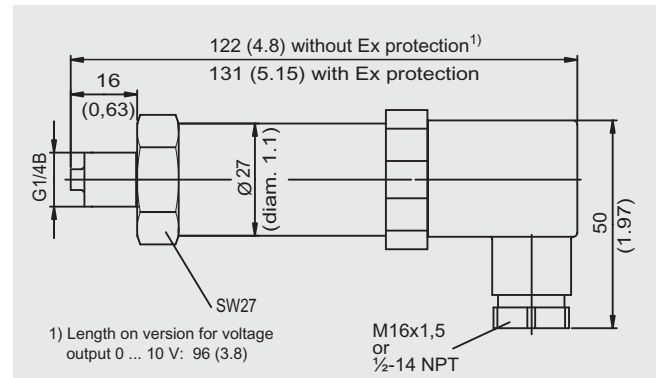 122 (4.8) without Ex protection¹⁾
131 (5.15) with Ex protection
16
(0,63)
G1/4B
Ø 27
(diam. 1.1)
50
(1.97)
SW27
1) Length on version for voltage
output 0 ... 10 V: 96 (3.8)
M16x1,5
or
½-14 NPT